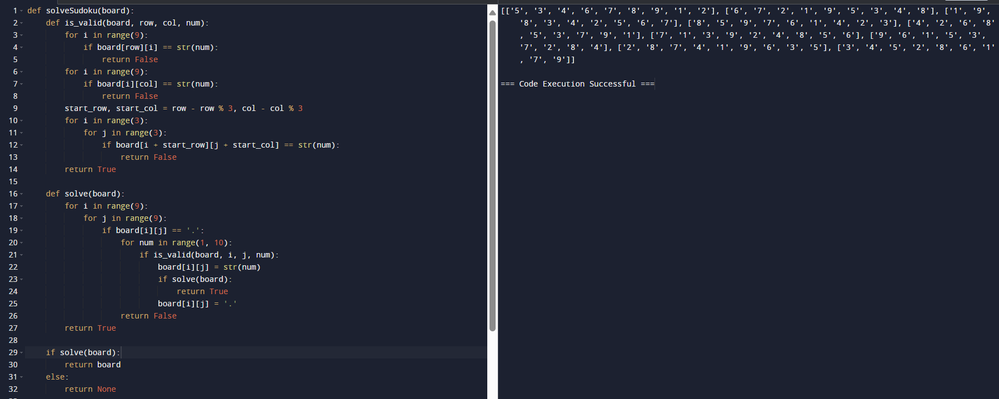 1 def solveSudoku(board):
2     def is_valid(board, row, col, num):
3         for i in range(9):
4             if board[row][i] == str(num):
5                 return False
6         for i in range(9):
7             if board[i][col] == str(num):
8                 return False
9         start_row, start_col = row - row % 3, col - col % 3
10         for i in range(3):
11             for j in range(3):
12                 if board[i + start_row][j + start_col] == str(num):
13                     return False
14         return True
15
16     def solve(board):
17         for i in range(9):
18             for j in range(9):
19                 if board[i][j] == '.':
20                     for num in range(1, 10):
21                         if is_valid(board, i, j, num):
22                             board[i][j] = str(num)
23                             if solve(board):
24                                 return True
25                             board[i][j] = '.'
26                     return False
27         return True
28
29     if solve(board):
30         return board
31     else:
32         return None
[['5', '3', '4', '6', '7', '8', '9', '1', '2'], ['6', '7', '2', '1', '9', '5', '3', '4', '8'], ['1', '9',
    '8', '3', '4', '2', '5', '6', '7'], ['8', '5', '9', '7', '6', '1', '4', '2', '3'], ['4', '2', '6', '8'
    , '5', '3', '7', '9', '1'], ['7', '1', '3', '9', '2', '4', '8', '5', '6'], ['9', '6', '1', '5', '3',
    '7', '2', '8', '4'], ['2', '8', '7', '4', '1', '9', '6', '3', '5'], ['3', '4', '5', '2', '8', '6', '1'
    , '7', '9']]
=== Code Execution Successful ===